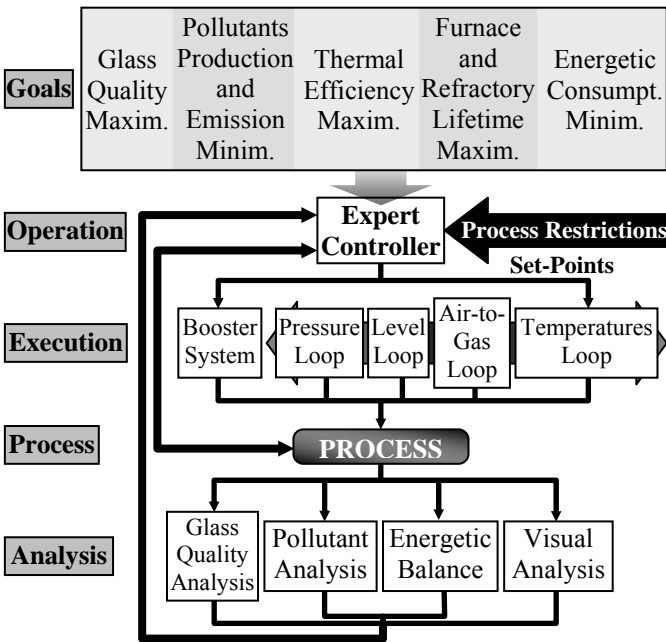 Goals
Glass
Quality
Maxim.
Pollutants
Production
and
Emission
Minim.
Thermal
Efficiency
Maxim.
Furnace
and
Refractory
Lifetime
Maxim.
Energetic
Consumpt.
Minim.
Operation
Expert
Controller
Process Restrictions
Set-Points
Execution
Booster
System
Pressure
Loop
Level
Loop
Air-to-
Gas
Loop
Temperatures
Loop
Process
PROCESS
Analysis
Glass
Quality
Analysis
Pollutant
Analysis
Energetic
Balance
Visual
Analysis